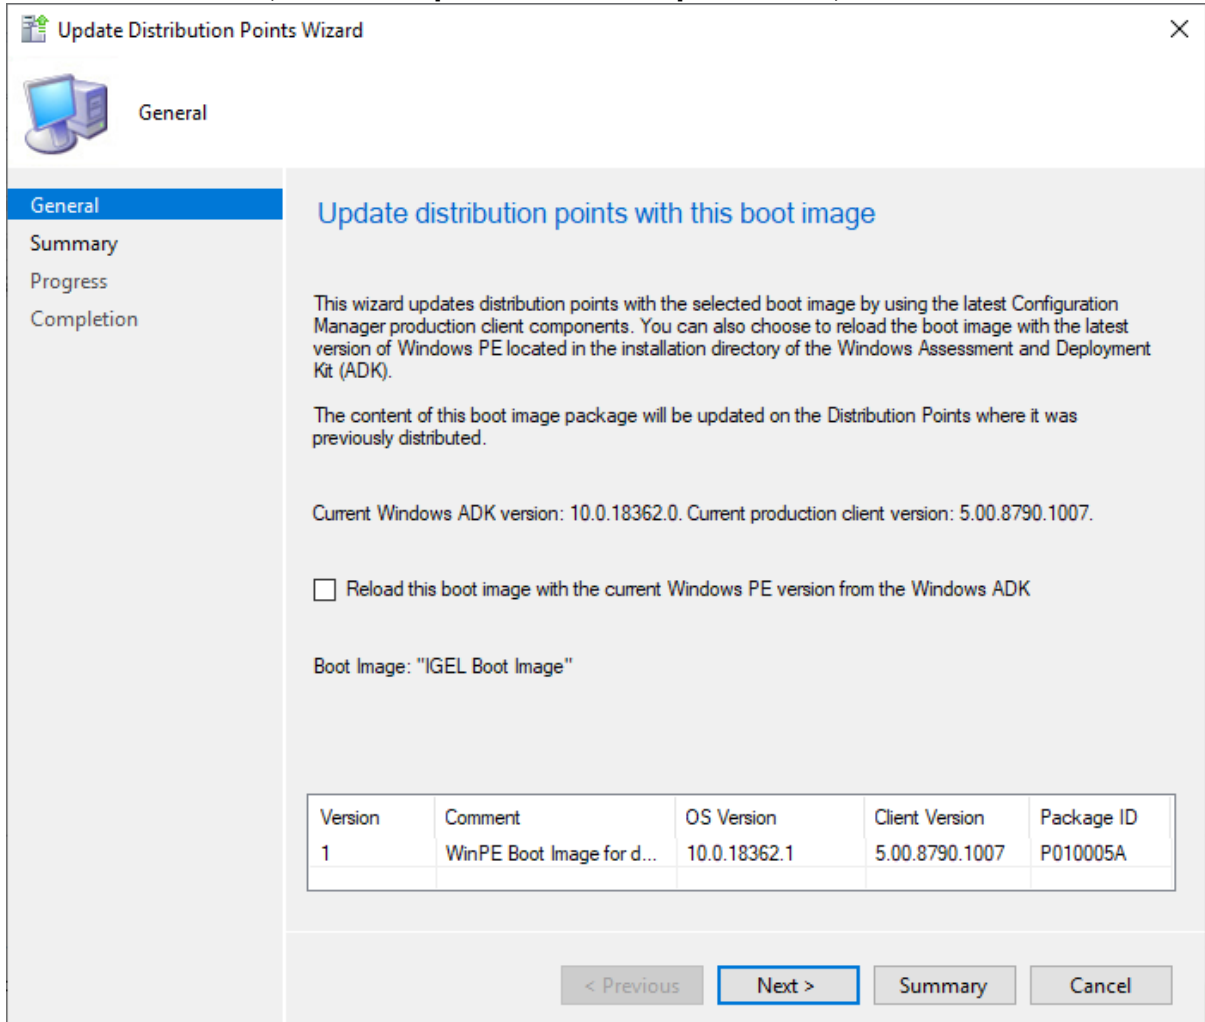 Update Distribution Points Wizard
General
General
Summary
Progress
Completion
Update distribution points with this boot image
This wizard updates distribution points with the selected boot image by using the latest Configuration
Manager production client components. You can also choose to reload the boot image with the latest
version of Windows PE located in the installation directory of the Windows Assessment and Deployment
Kit (ADK).
The content of this boot image package will be updated on the Distribution Points where it was
previously distributed.
Current Windows ADK version: 10.0.18362.0. Current production client version: 5.00.8790.1007.
Reload this boot image with the current Windows PE version from the Windows ADK
Boot Image: "IGEL Boot Image"
Version Comment OS Version Client Version Package ID
1 WinPE Boot Image for d... 10.0.18362.1 5.00.8790.1007 P010005A
< Previous Next > Summary Cancel